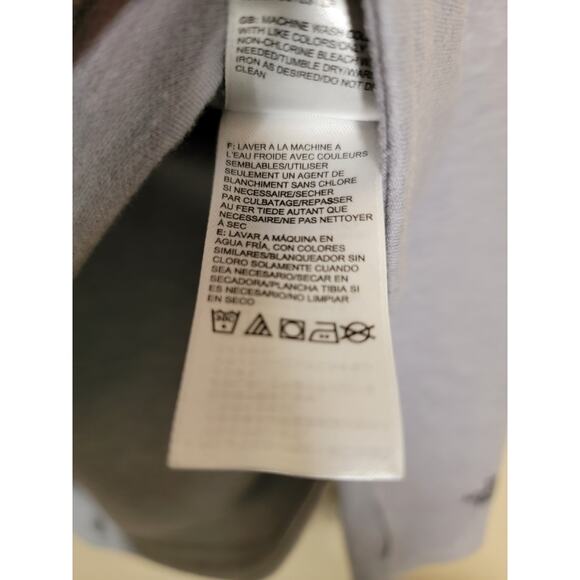 GB: MACHINE WASH COLD
WITH LIKE COLORS/ONLY
NON-CHLORINE BLEACH W
NEEDED/TUMBLE DRY/WAR
IRON AS DESIRED/DO NOT DR
CLEAN
F: LAVER A LA MACHINE A
L'EAU FROIDE AVEC COULEURS
SEMBLABLES/UTILISER
SEULEMENT UN AGENT DE
BLANCHIMENT SANS CHLORE
SI NECESSAIRE/SECHER
PAR CULBATAGE/REPASSER
AU FER TIEDE AUTANT QUE
NECESSAIRE/NE PAS NETTOYER
À SEC
E: LAVAR A MÁQUINA EN
AGUA FRÍA, CON COLORES
SIMILARES/BLANQUEADOR SIN
CLORO SOLAMENTE CUANDO
SEA NECESARIO/SECAR EN
SECADORA/PLANCHA TIBIA SI
ES NECESARIO/NO LIMPIAR
EN SECO